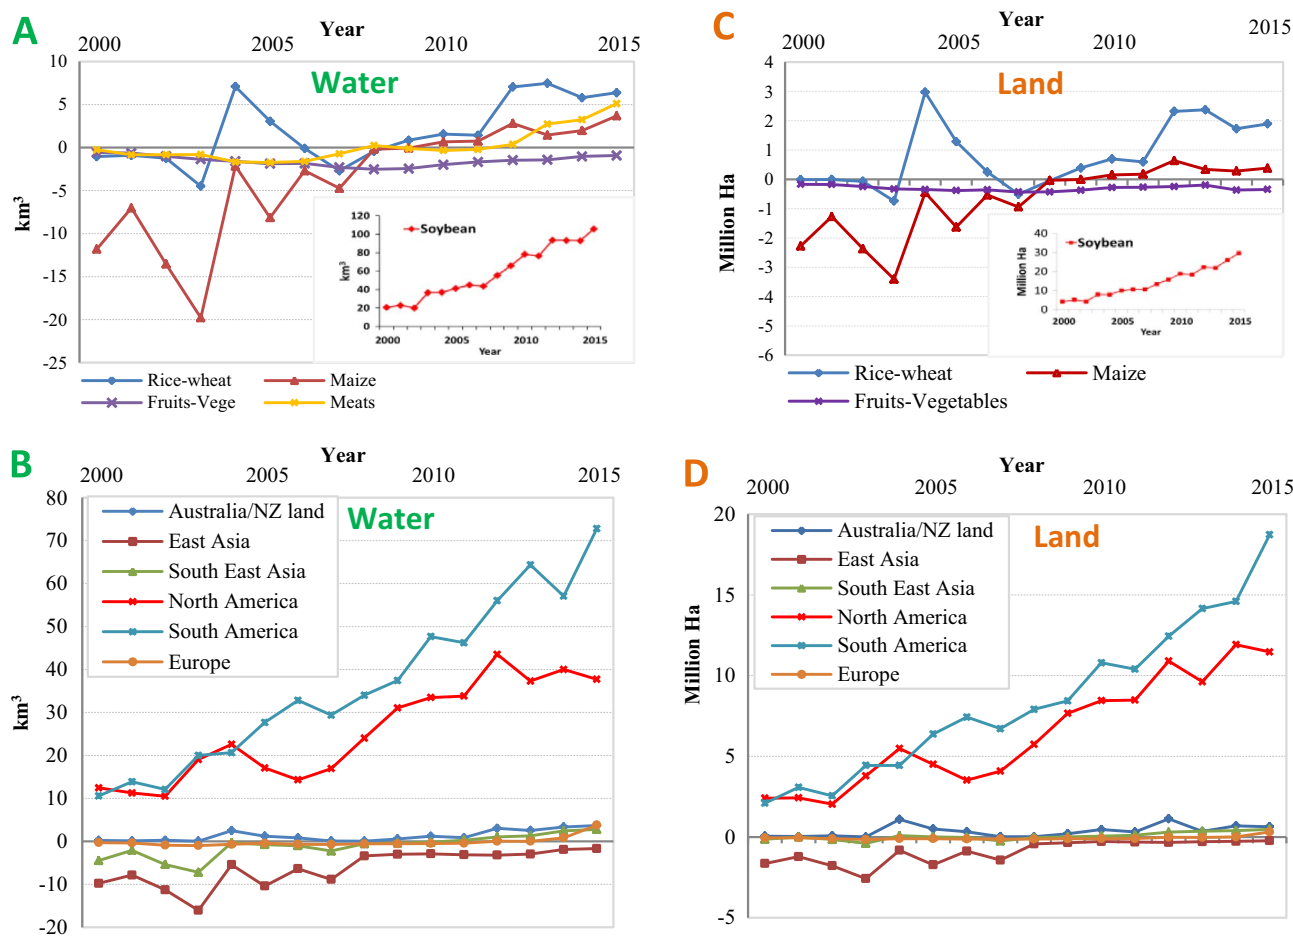 A
Year
2000 2005 2010 2015
Water
10
5
0
-5
-10
-15
-20
-25
km³
Soybean
120
100
80
60
40
20
0
km³
2000 2005 2010 2015
Year
Rice-wheat Maize
Fruits-Vege Meats
C
Year
2000 2005 2010 2015
Land
4
3
2
1
0
-1
-2
-3
-4
-5
-6
Million Ha
Soybean
40
30
20
10
0
Million Ha
2000 2005 2010 2015
Year
Rice-wheat Maize
Fruits-Vegetables
B
Year
2000 2005 2010 2015
Water
80
70
60
50
40
30
20
10
0
-10
-20
km³
Australia/NZ land
East Asia
South East Asia
North America
South America
Europe
D
Year
2000 2005 2010 2015
Land
20
15
10
5
0
-5
Million Ha
Australia/NZ land
East Asia
South East Asia
North America
South America
Europe